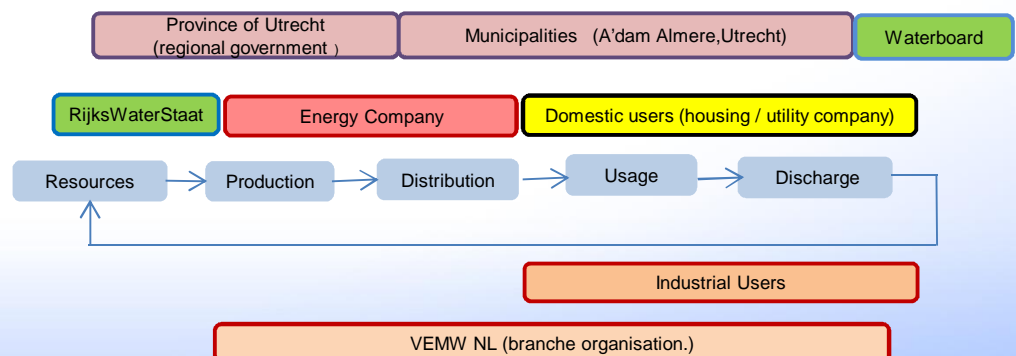 Province of Utrecht
(regional government )
Municipalities (A'dam Almere,Utrecht)
Waterboard
RijksWaterStaat
Energy Company
Domestic users (housing / utility company)
Resources
Production
Distribution
Usage
Discharge
Industrial Users
VEMW NL (branche organisation.)